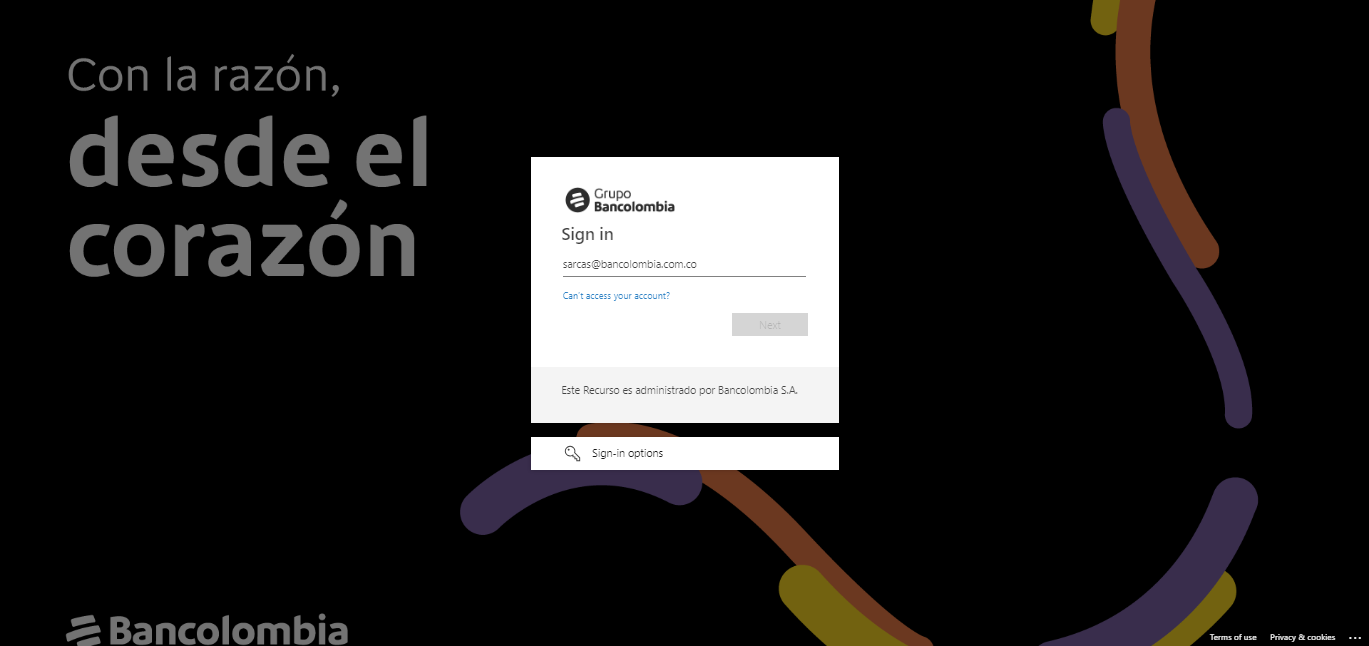 Con la razón,
desde el
corazón
Grupo
Bancolombia
Sign in
sarcas@bancolombia.com.co
Can't access your account?
Next
Este Recurso es administrado por Bancolombia S.A.
Sign-in options
Bancolombia
Terms of use Privacy & cookies ...